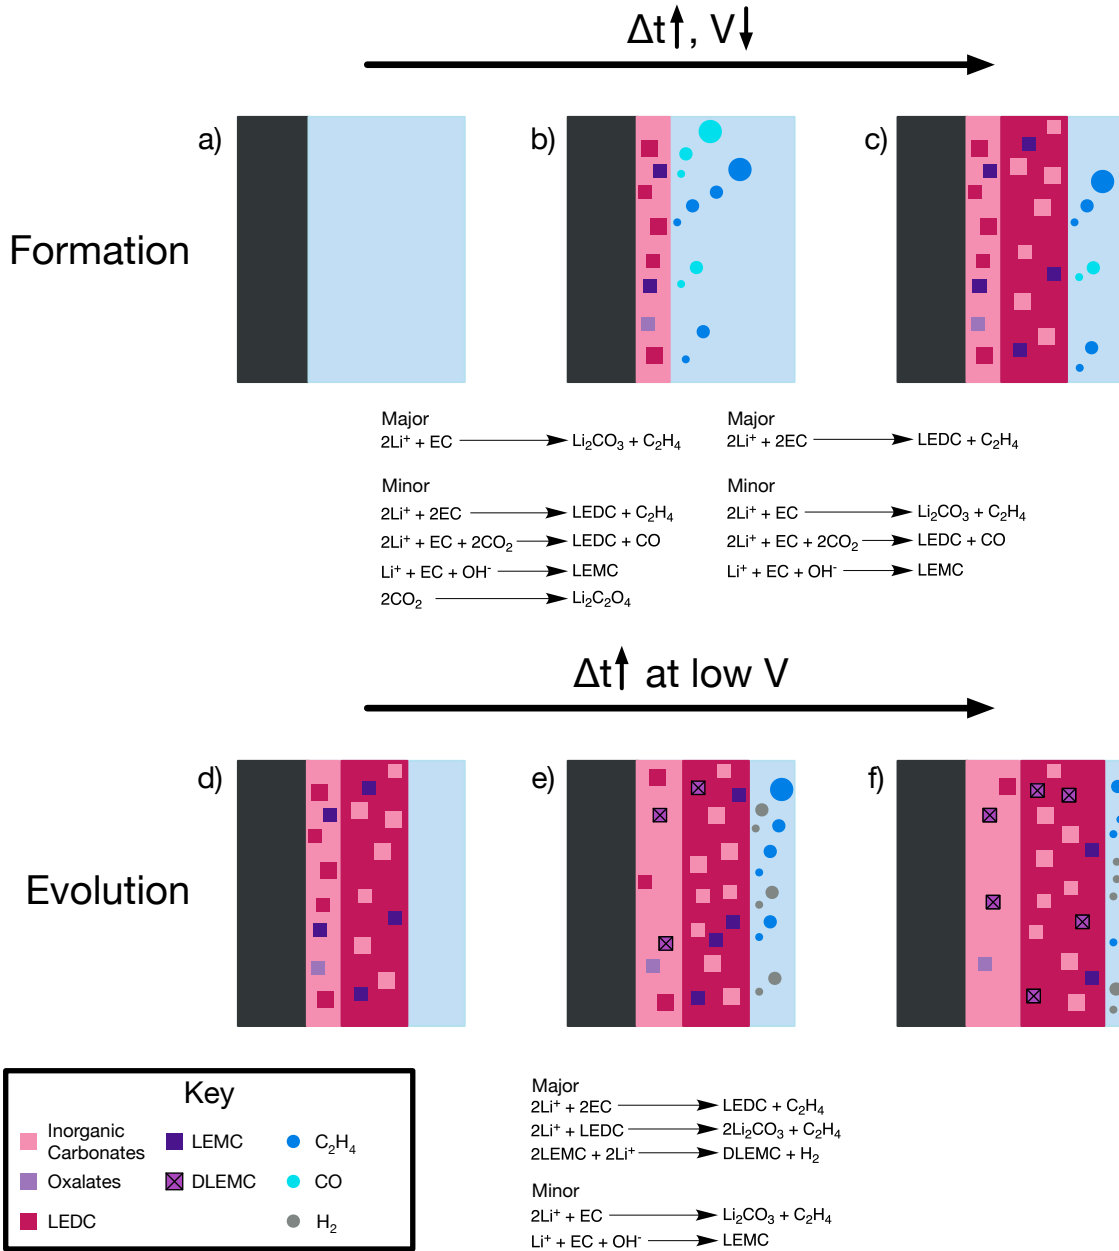 Δt↑, V↓
a)
b)
c)
Formation
Major
2Li⁺ + EC ⟶ Li₂CO₃ + C₂H₄
Minor
2Li⁺ + 2EC ⟶ LEDC + C₂H₄
2Li⁺ + EC + 2CO₂ ⟶ LEDC + CO
Li⁺ + EC + OH⁻ ⟶ LEMC
2CO₂ ⟶ Li₂C₂O₄
Major
2Li⁺ + 2EC ⟶ LEDC + C₂H₄
Minor
2Li⁺ + EC ⟶ Li₂CO₃ + C₂H₄
2Li⁺ + EC + 2CO₂ ⟶ LEDC + CO
Li⁺ + EC + OH⁻ ⟶ LEMC
Δt↑ at low V
d)
e)
f)
Evolution
Major
2Li⁺ + 2EC ⟶ LEDC + C₂H₄
2Li⁺ + LEDC ⟶ 2Li₂CO₃ + C₂H₄
2LEMC + 2Li⁺ ⟶ DLEMC + H₂
Minor
2Li⁺ + EC ⟶ Li₂CO₃ + C₂H₄
Li⁺ + EC + OH⁻ ⟶ LEMC
Key
Inorganic
Carbonates
Oxalates
LEDC
LEMC
DLEMC
C₂H₄
CO
H₂